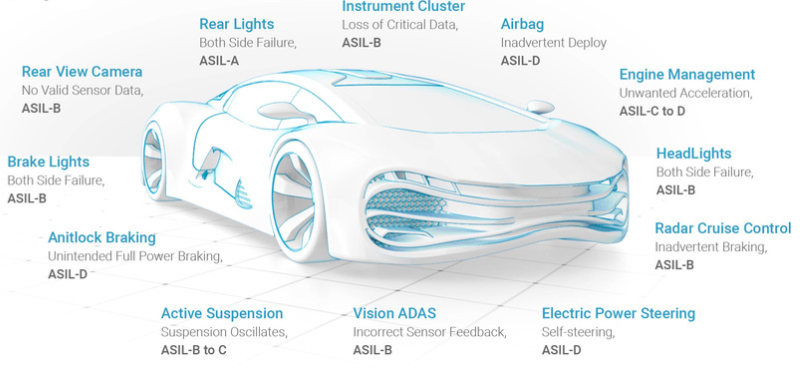 Instrument Cluster
Loss of Critical Data,
ASIL-B
Rear Lights
Both Side Failure,
ASIL-A
Airbag
Inadvertent Deploy
ASIL-D
Rear View Camera
No Valid Sensor Data,
ASIL-B
Engine Management
Unwanted Acceleration,
ASIL-C to D
Brake Lights
Both Side Failure,
ASIL-B
HeadLights
Both Side Failure,
ASIL-B
Anitlock Braking
Unintended Full Power Braking,
ASIL-D
Radar Cruise Control
Inadvertent Braking,
ASIL-B
Active Suspension
Suspension Oscillates,
ASIL-B to C
Vision ADAS
Incorrect Sensor Feedback,
ASIL-B
Electric Power Steering
Self-steering,
ASIL-D